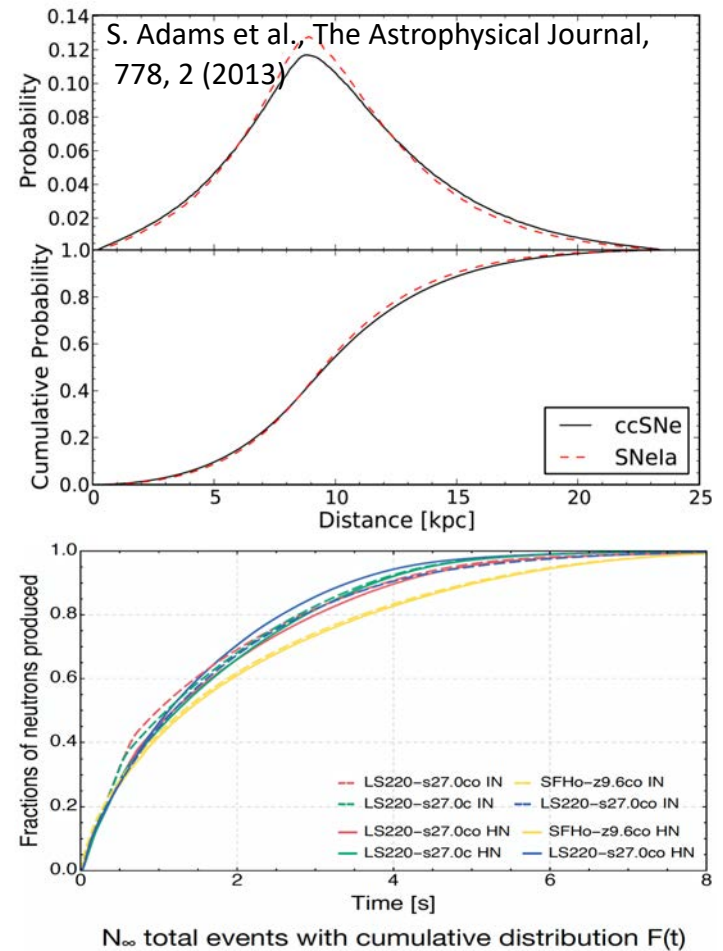 S. Adams et al., The Astrophysical Journal,
778, 2 (2013)
0.14
0.12
0.10
0.08
0.06
0.04
0.02
Probability
1.0
0.8
0.6
0.4
0.2
0.0
Cumulative Probability
ccSNe
SNeIa
0 5 10 15 20 25
Distance [kpc]
1.0
0.8
0.6
0.4
0.2
0.0
Fractions of neutrons produced
LS220-s27.0co IN SFHo-z9.6co IN
LS220-s27.0c IN LS220-s27.0co IN
LS220-s27.0co HN SFHo-z9.6co HN
LS220-s27.0c HN LS220-s27.0co HN
0 2 4 6 8
Time [s]
N∞ total events with cumulative distribution F(t)